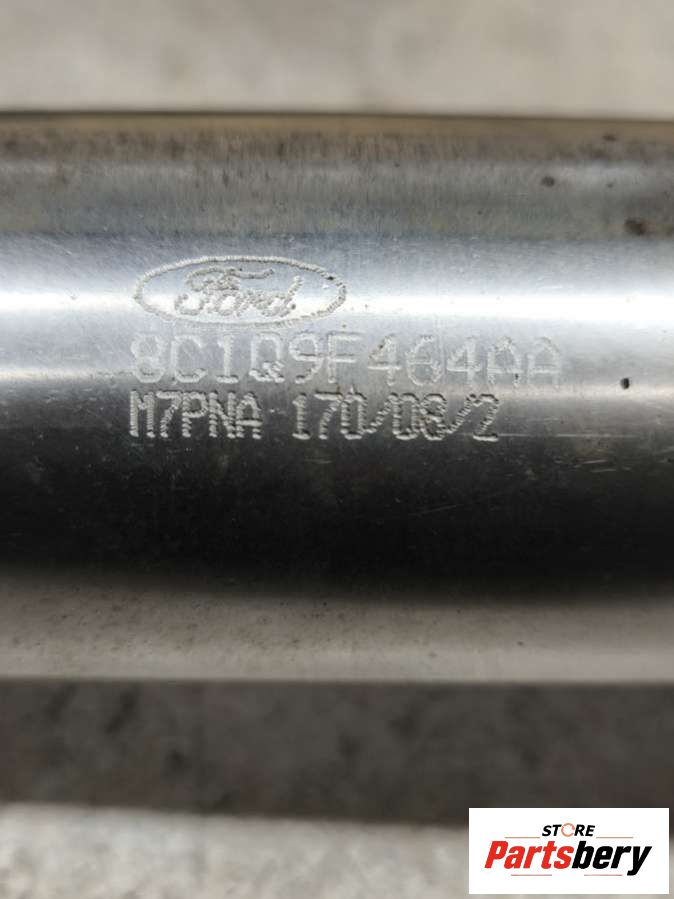 Ford
8C1Q9F464AA
M7PNA 170/08/2
STORE
Partsbery